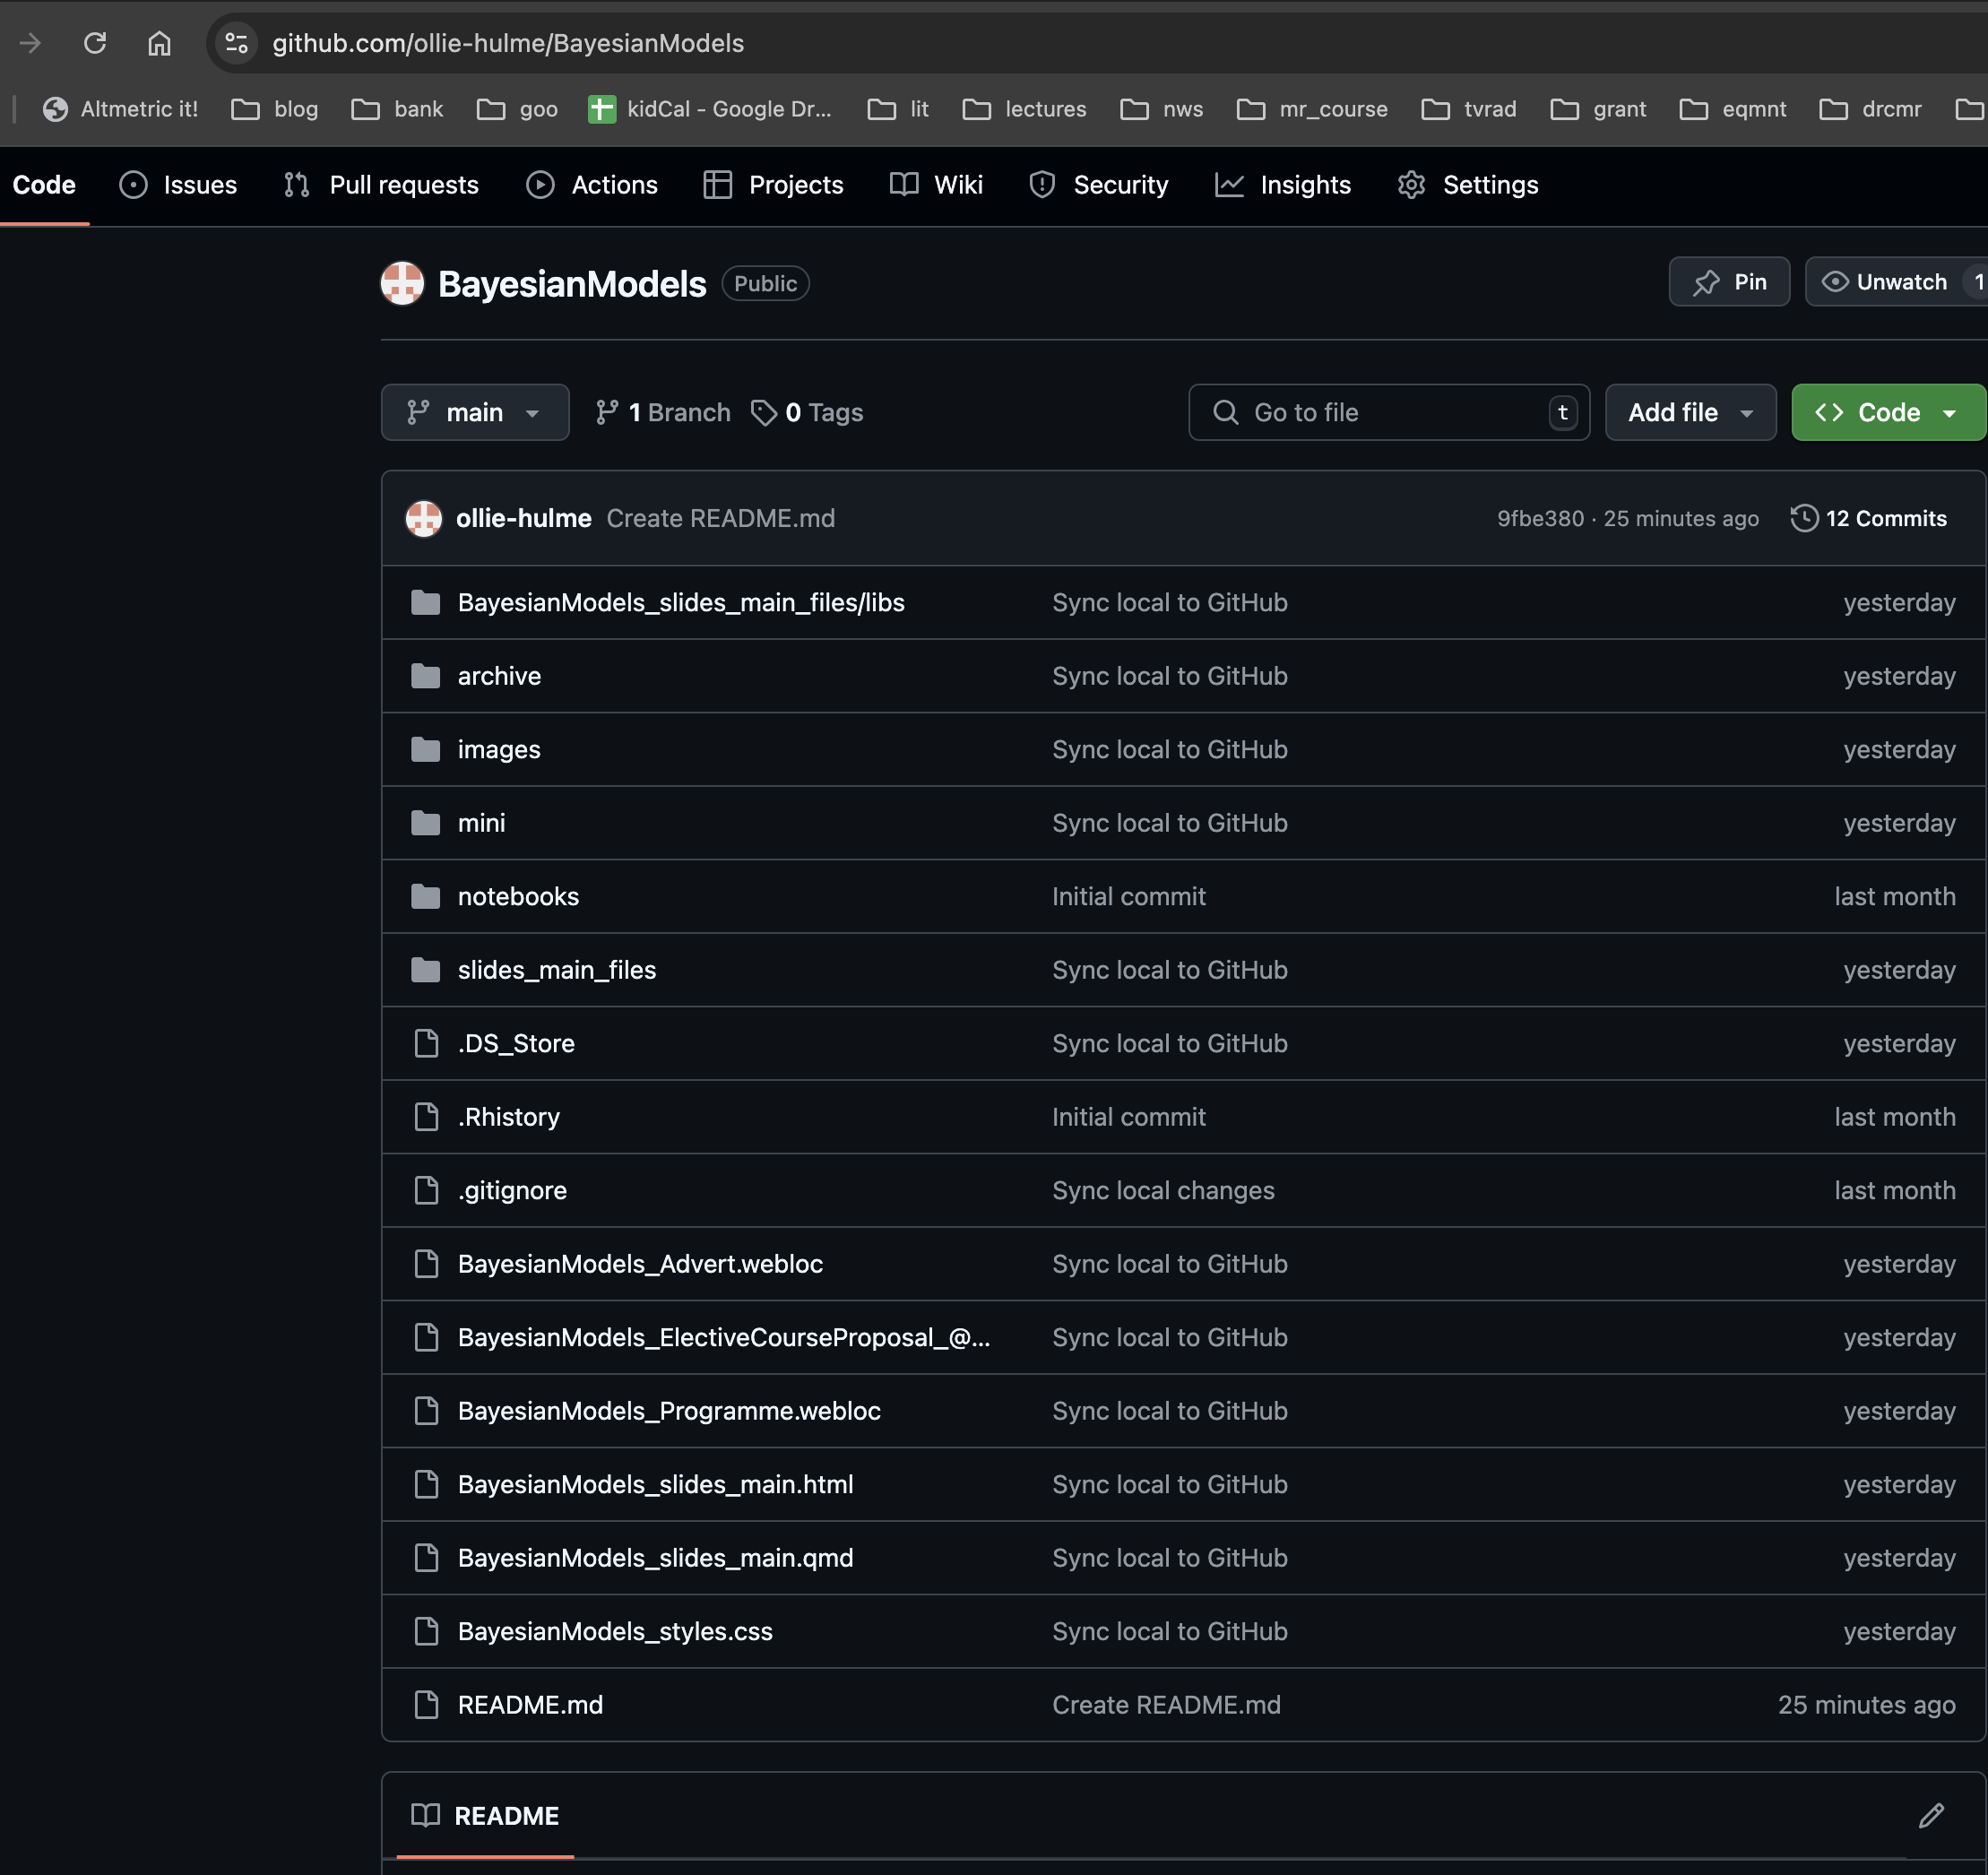 github.com/ollie-hulme/BayesianModels
Altmetric it! blog bank goo kidCal - Google Dr... lit lectures nws mr_course tvrad grant eqmnt drcmr
Code Issues Pull requests Actions Projects Wiki Security Insights Settings
BayesianModels Public Pin Unwatch 1
main 1 Branch 0 Tags Go to file t Add file Code
ollie-hulme Create README.md 9fbe380 · 25 minutes ago 12 Commits
BayesianModels_slides_main_files/libs Sync local to GitHub yesterday
archive Sync local to GitHub yesterday
images Sync local to GitHub yesterday
mini Sync local to GitHub yesterday
notebooks Initial commit last month
slides_main_files Sync local to GitHub yesterday
.DS_Store Sync local to GitHub yesterday
.Rhistory Initial commit last month
.gitignore Sync local changes last month
BayesianModels_Advert.webloc Sync local to GitHub yesterday
BayesianModels_ElectiveCourseProposal_@... Sync local to GitHub yesterday
BayesianModels_Programme.webloc Sync local to GitHub yesterday
BayesianModels_slides_main.html Sync local to GitHub yesterday
BayesianModels_slides_main.qmd Sync local to GitHub yesterday
BayesianModels_styles.css Sync local to GitHub yesterday
README.md Create README.md 25 minutes ago
README